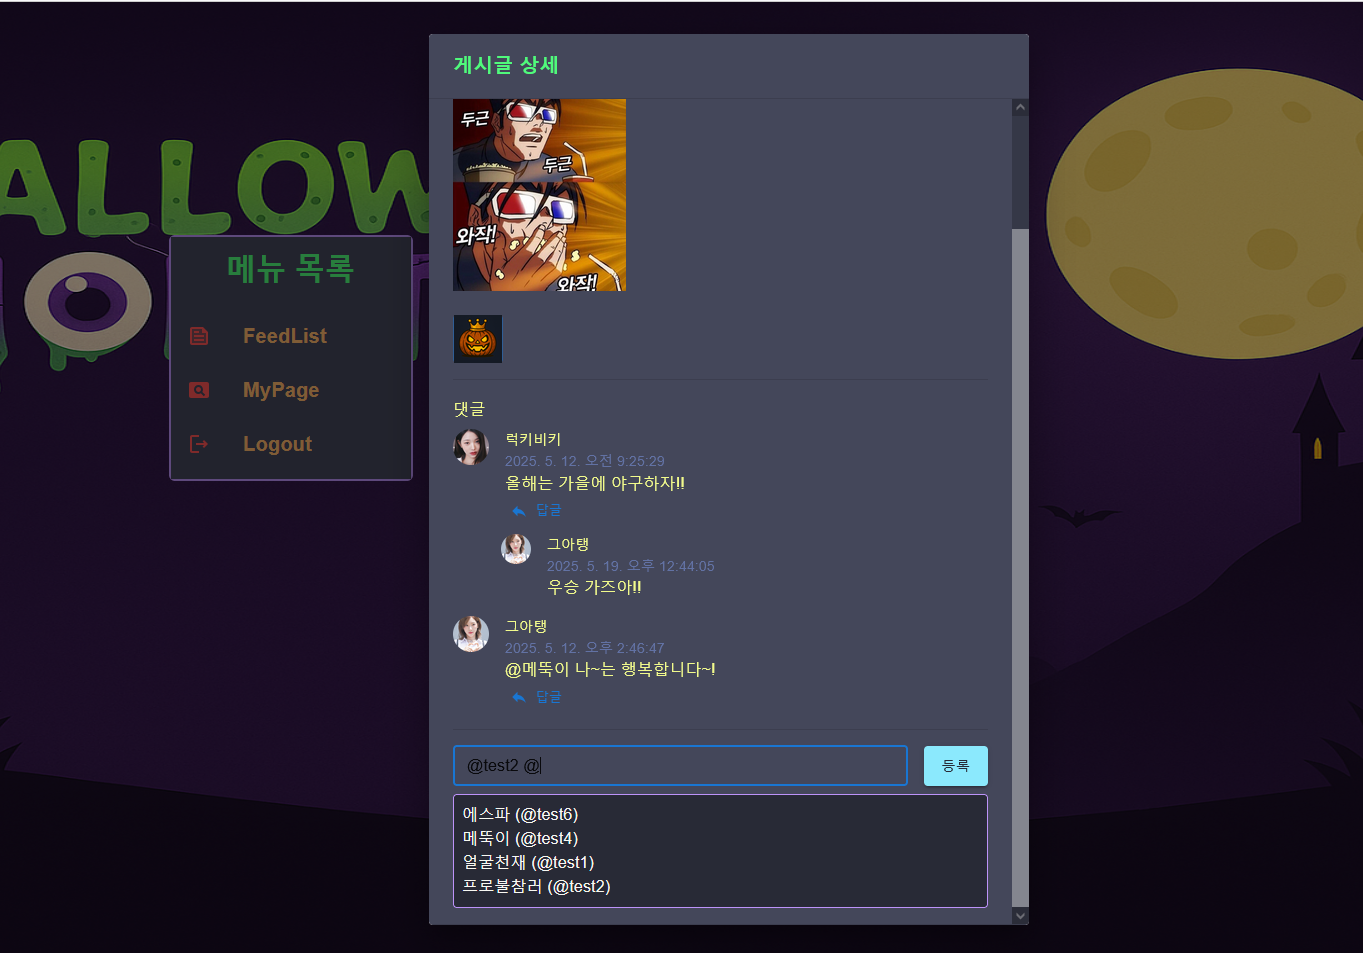 게시글 상세
두근
두근
와작!
와작!
ALLOW
메뉴 목록
FeedList
MyPage
Logout
댓글
럭키비키
2025. 5. 12. 오전 9:25:29
올해는 가을에 야구하자!!
답글
그아탱
2025. 5. 19. 오후 12:44:05
우승 가즈아!!
그아탱
2025. 5. 12. 오후 2:46:47
@메뚝이 나~는 행복합니다~!
답글
@test2 @
등록
에스파 (@test6)
메뚝이 (@test4)
얼굴천재 (@test1)
프로불참러 (@test2)